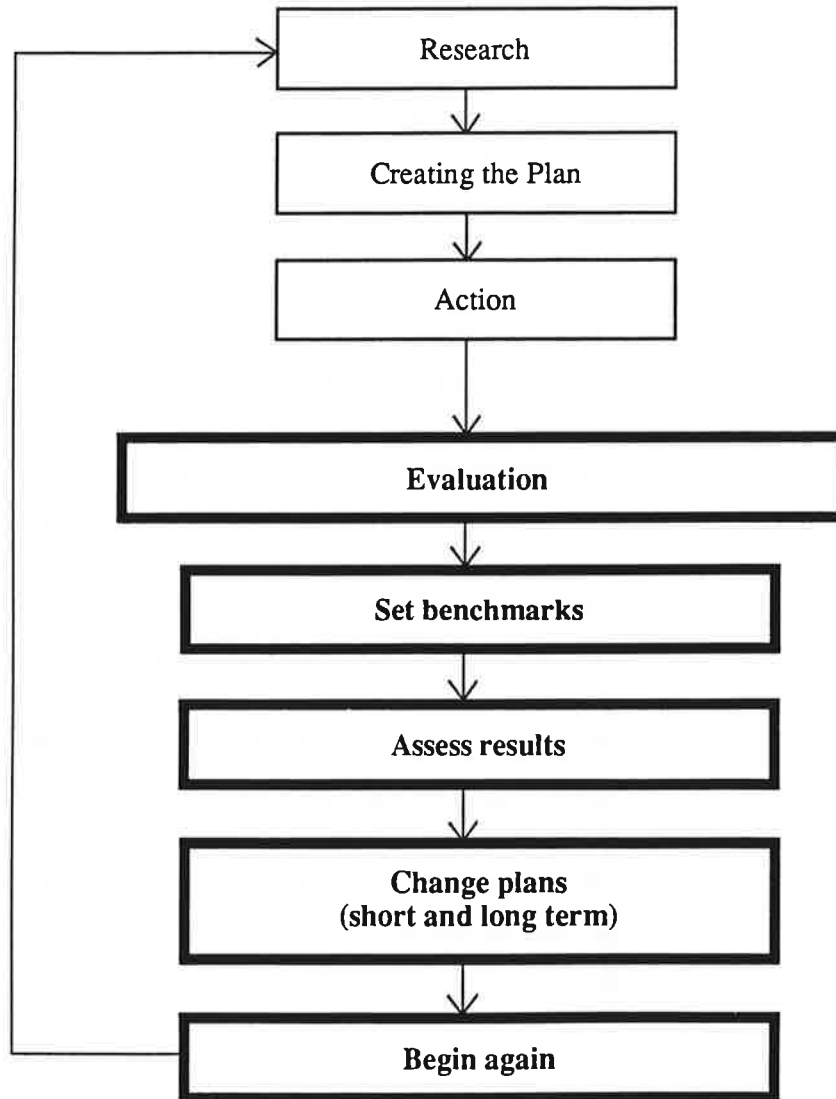 Research
Creating the Plan
Action
Evaluation
Set benchmarks
Assess results
Change plans
(short and long term)
Begin again